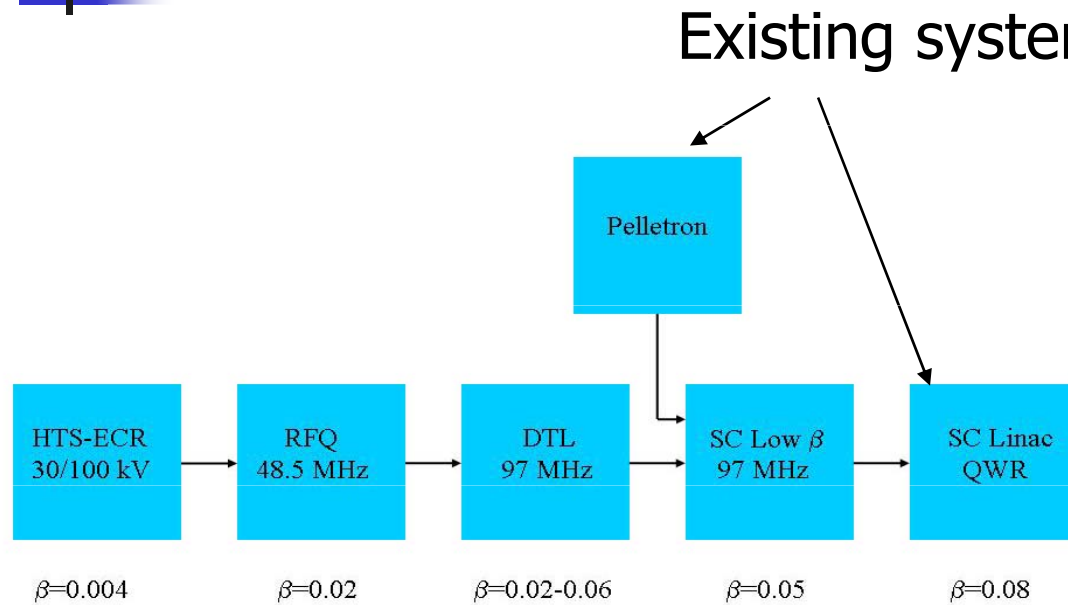 Existing system
Pelletron
HTS-ECR
30/100 kV
RFQ
48.5 MHz
DTL
97 MHz
SC Low β
97 MHz
SC Linac
QWR
β=0.004
β=0.02
β=0.02-0.06
β=0.05
β=0.08